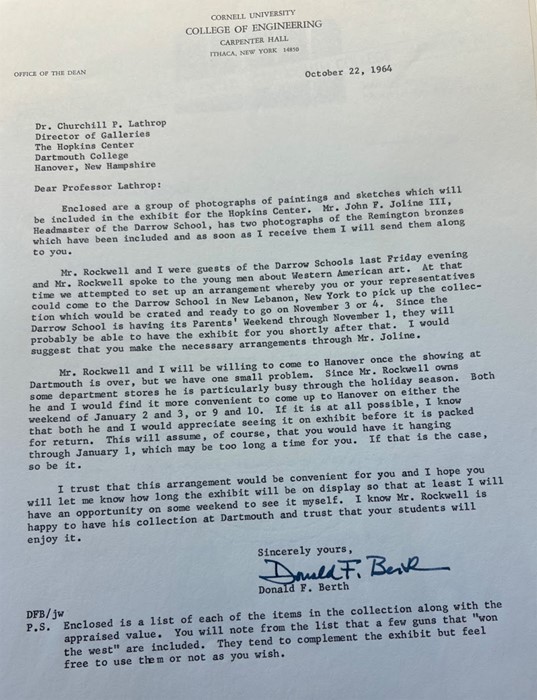 CORNELL UNIVERSITY
COLLEGE OF ENGINEERING
CARPENTER HALL
ITHACA, NEW YORK 14850
OFFICE OF THE DEAN
October 22, 1964
Dr. Churchill P. Lathrop
Director of Galleries
The Hopkins Center
Dartmouth College
Hanover, New Hampshire
Dear Professor Lathrop:
Enclosed are a group of photographs of paintings and sketches which will
be included in the exhibit for the Hopkins Center. Mr. John F. Joline III,
Headmaster of the Darrow School, has two photographs of the Remington bronzes
which have been included and as soon as I receive them I will send them along
to you.
Mr. Rockwell and I were guests of the Darrow Schools last Friday evening
and Mr. Rockwell spoke to the young men about Western American art. At that
time we attempted to set up an arrangement whereby you or your representatives
could come to the Darrow School in New Lebanon, New York to pick up the collec-
tion which would be crated and ready to go on November 3 or 4. Since the
Darrow School is having its Parents' Weekend through November 1, they will
probably be able to have the exhibit for you shortly after that. I would
suggest that you make the necessary arrangements through Mr. Joline.
Mr. Rockwell and I will be willing to come to Hanover once the showing at
Dartmouth is over, but we have one small problem. Since Mr. Rockwell owns
some department stores he is particularly busy through the holiday season. Both
he and I would find it more convenient to come up to Hanover on either the
weekend of January 2 and 3, or 9 and 10. If it is at all possible, I know
that both he and I would appreciate seeing it on exhibit before it is packed
for return. This will assume, of course, that you would have it hanging
through January 1, which may be too long a time for you. If that is the case,
so be it.
I trust that this arrangement would be convenient for you and I hope you
will let me know how long the exhibit will be on display so that at least I will
have an opportunity on some weekend to see it myself. I know Mr. Rockwell is
happy to have his collection at Dartmouth and trust that your students will
enjoy it.
Sincerely yours,
Donald F. Berth
Donald F. Berth
DFB/jw
P.S. Enclosed is a list of each of the items in the collection along with the
appraised value. You will note from the list that a few guns that "won
the west" are included. They tend to complement the exhibit but feel
free to use them or not as you wish.